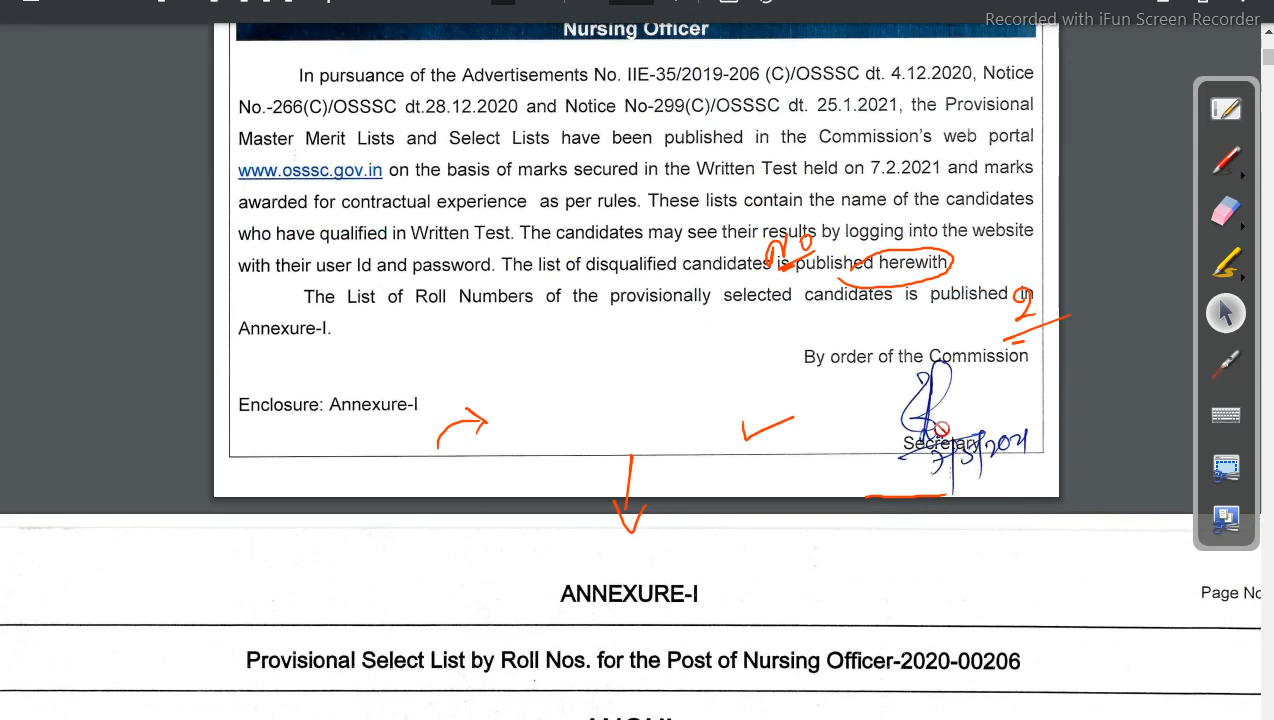 Recorded with iFun Screen Recorder
Nursing Officer
In pursuance of the Advertisements No. IIE-35/2019-206 (C)/OSSSC dt. 4.12.2020, Notice
No.-266(C)/OSSSC dt.28.12.2020 and Notice No-299(C)/OSSSC dt. 25.1.2021, the Provisional
Master Merit Lists and Select Lists have been published in the Commission's web portal
www.osssc.gov.in on the basis of marks secured in the Written Test held on 7.2.2021 and marks
awarded for contractual experience as per rules. These lists contain the name of the candidates
who have qualified in Written Test. The candidates may see their results by logging into the website
No
with their user Id and password. The list of disqualified candidates is published herewith.
The List of Roll Numbers of the provisionally selected candidates is published in
2
Annexure-I.
By order of the Commission
Enclosure: Annexure-I
Secretary
ANNEXURE-I
Page No
Provisional Select List by Roll Nos. for the Post of Nursing Officer-2020-00206